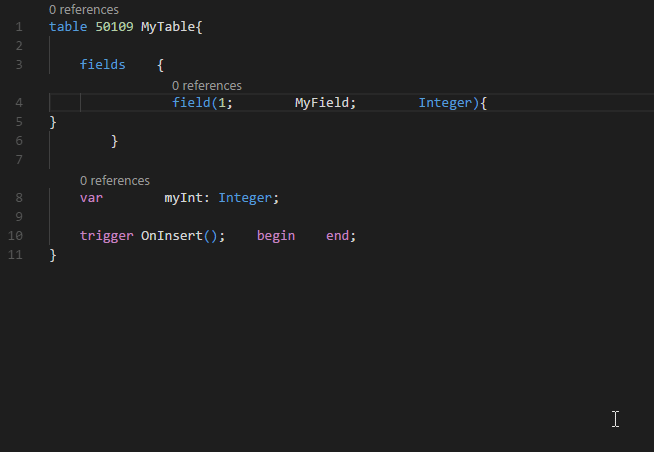 0 references
1 table 50109 MyTable{
2
3 fields {
0 references
4 field(1; MyField; Integer){
5 }
6 }
7
0 references
8 var myInt: Integer;
9
10 trigger OnInsert(); begin end;
11 }